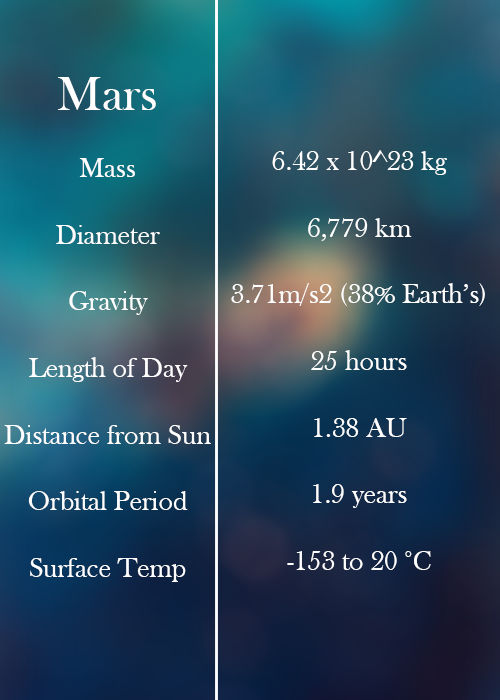 Mars
Mass 6.42 x 10^23 kg
Diameter 6,779 km
Gravity 3.71m/s2 (38% Earth's)
Length of Day 25 hours
Distance from Sun 1.38 AU
Orbital Period 1.9 years
Surface Temp -153 to 20 °C